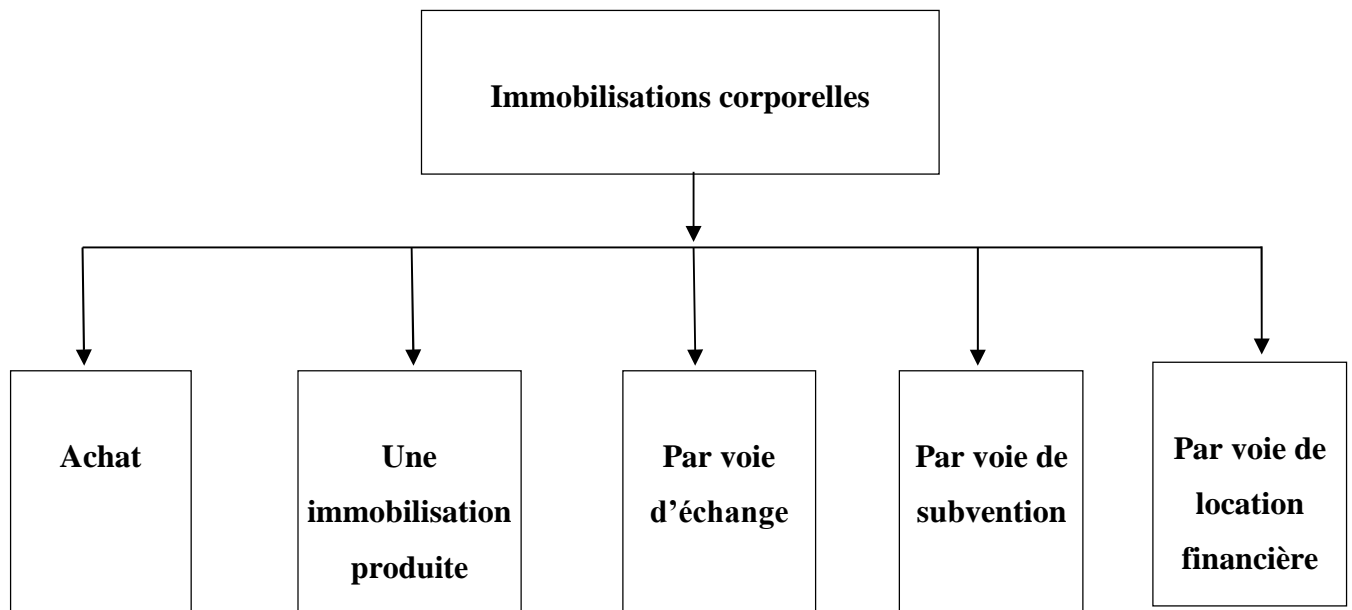 Immobilisations corporelles
Achat
Une
immobilisation
produite
Par voie
d’échange
Par voie de
subvention
Par voie de
location
financière